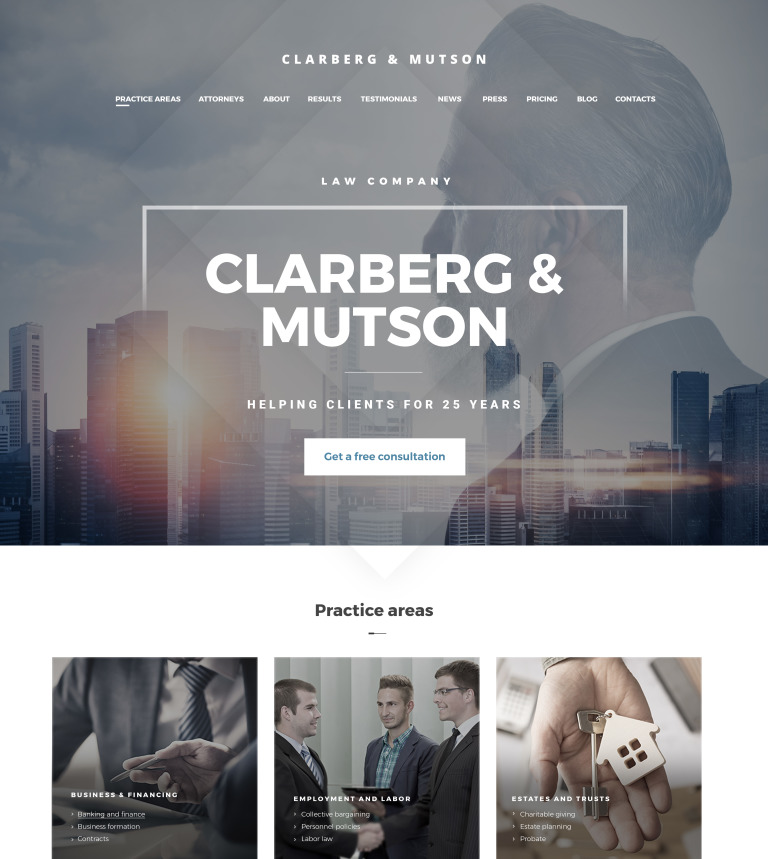 CLARBERG & MUTSON
PRACTICE AREAS ATTORNEYS ABOUT RESULTS TESTIMONIALS NEWS PRESS PRICING BLOG CONTACTS
LAW COMPANY
CLARBERG &
MUTSON
HELPING CLIENTS FOR 25 YEARS
Get a free consultation
Practice areas
BUSINESS & FINANCING
Banking and finance
Business formation
Contracts
EMPLOYMENT AND LABOR
Collective bargaining
Personnel policies
Labor law
ESTATES AND TRUSTS
Charitable giving
Estate planning
Probate